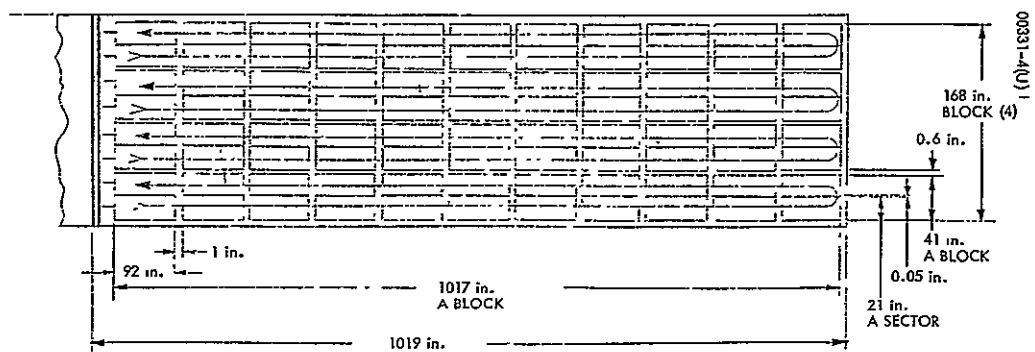 00331-4(U)
168 in.
BLOCK (4)
0.6 in.
41 in.
A BLOCK
0.05 in.
21 in.
A SECTOR
1 in.
92 in.
1017 in.
A BLOCK
1019 in.